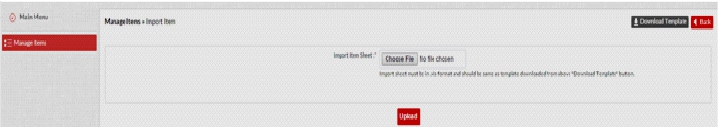 Main Menu
Manage Items » Import Item
Download Template
Back
Manage Items
Import Item Sheet : *
Choose File No file chosen
Import sheet must be in .xls format and should be same as template downloaded from above "Download Template" button.
Upload